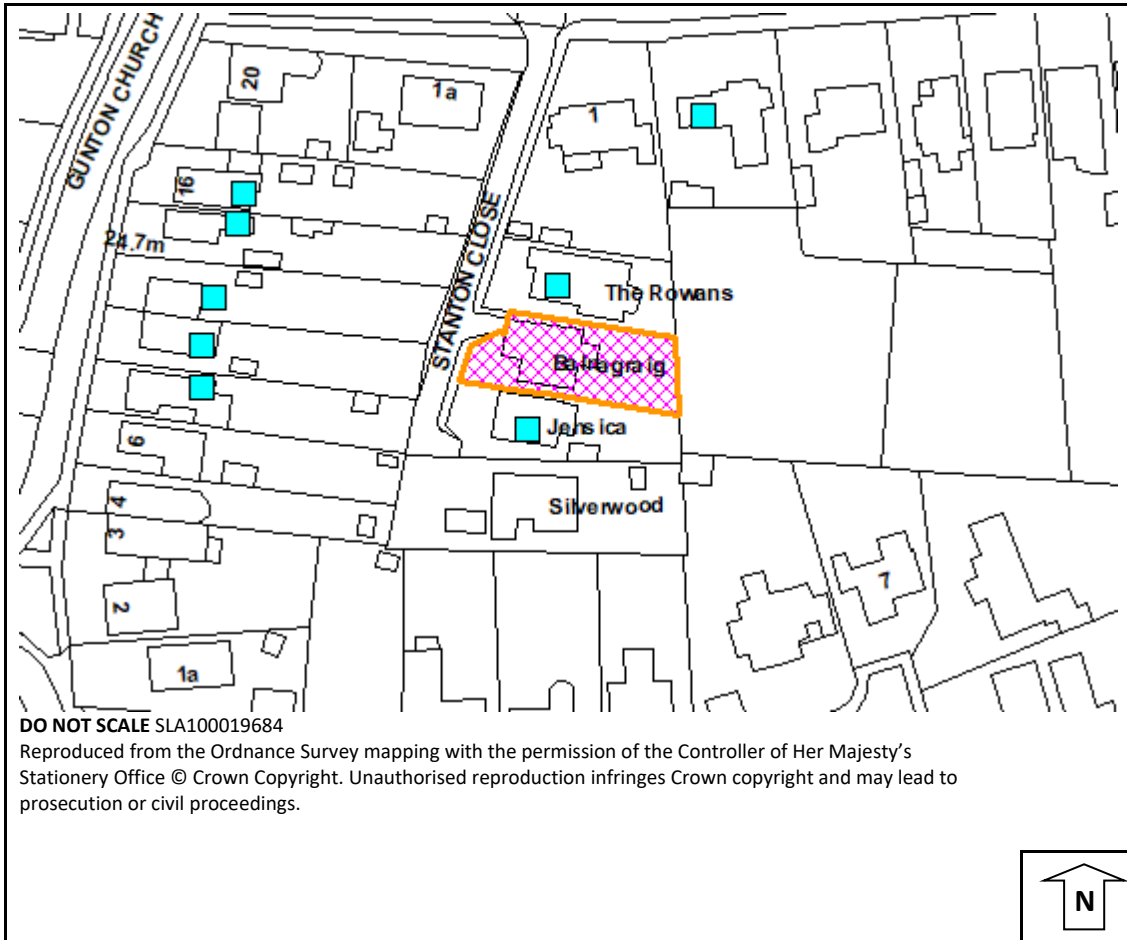 GUNTON CHURCH
20
1a
1
16
24.7m
STANTON CLOSE
The Rowans
Jessica
6
Silverwood
4
3
7
2
1a
DO NOT SCALE SLA100019684
Reproduced from the Ordnance Survey mapping with the permission of the Controller of Her Majesty's
Stationery Office © Crown Copyright. Unauthorised reproduction infringes Crown copyright and may lead to
prosecution or civil proceedings.
N